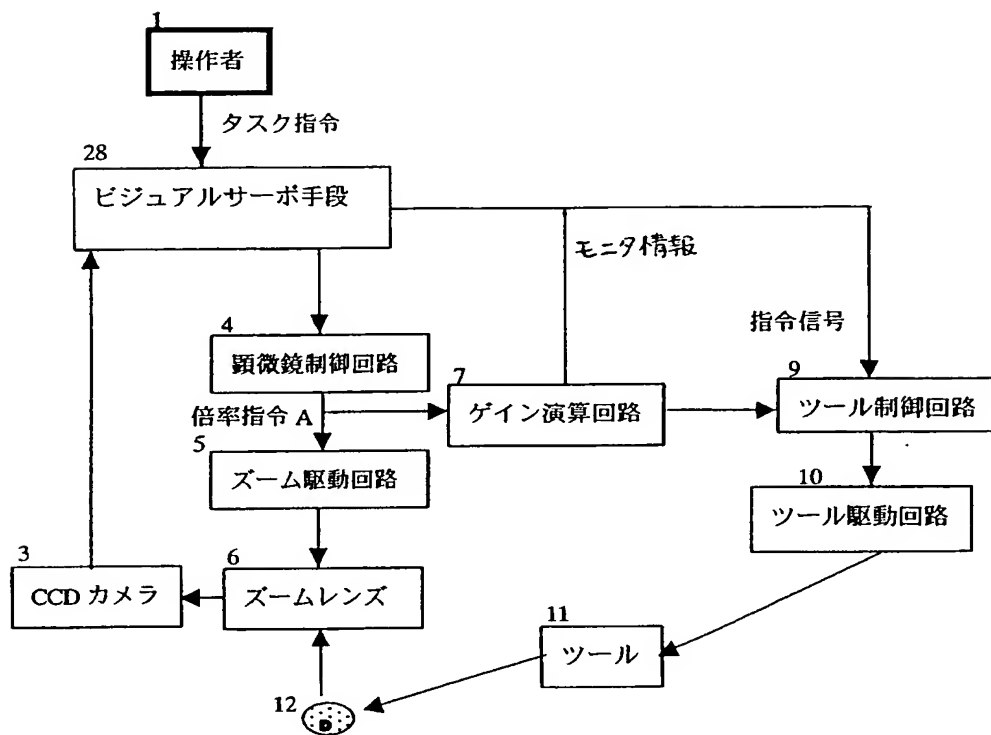 1
操作者
タスク指令
28
ビジュアルサーボ手段
モニタ情報
指令信号
4
顕微鏡制御回路
7
ゲイン演算回路
9
ツール制御回路
倍率指令 A
5
ズーム駆動回路
10
ツール駆動回路
3
CCD カメラ
6
ズームレンズ
11
ツール
12
D